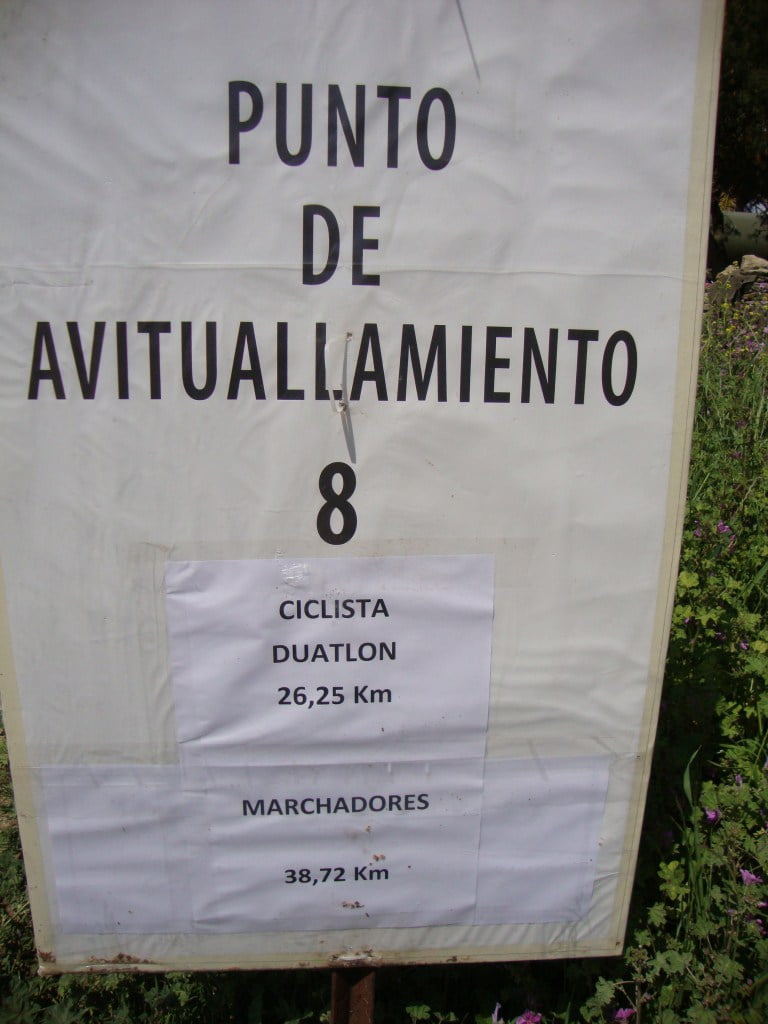 PUNTO
DE
AVITUALLAMIENTO
8
CICLISTA
DUATLON
26,25 Km
MARCHADORES
38,72 Km